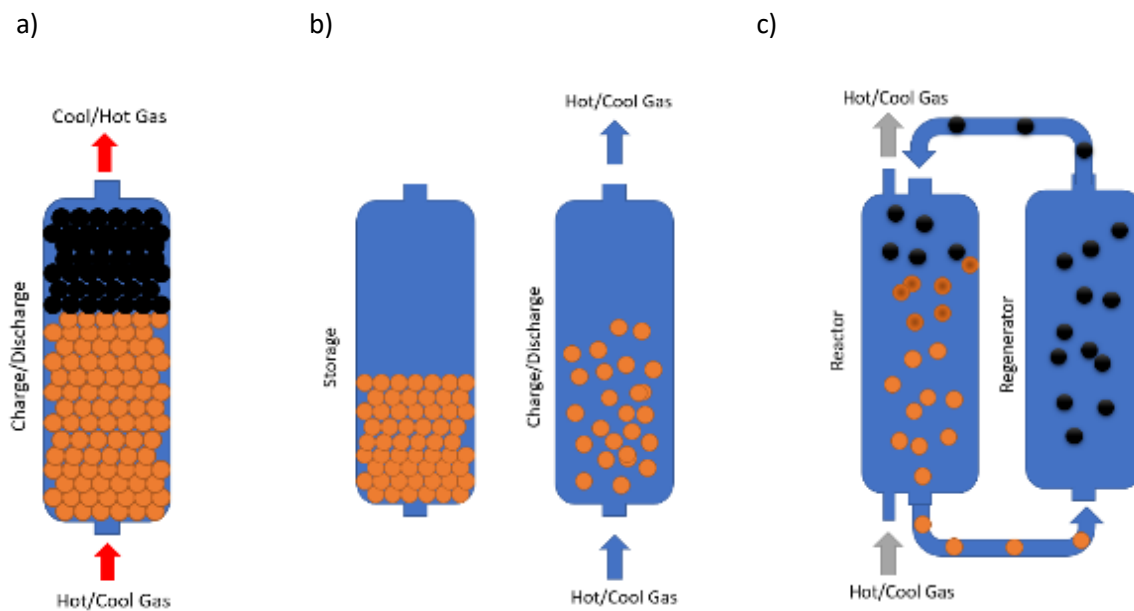 a)
b)
c)
Cool/Hot Gas
Charge/Discharge
Hot/Cool Gas
Storage
Hot/Cool Gas
Charge/Discharge
Hot/Cool Gas
Hot/Cool Gas
Reactor
Regenerator
Hot/Cool Gas